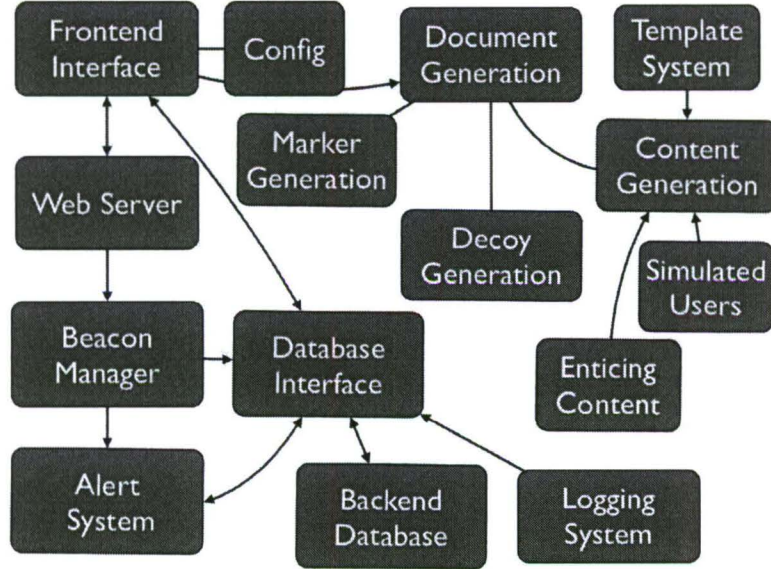 Frontend
Interface
Config
Document
Generation
Template
System
Marker
Generation
Content
Generation
Web Server
Decoy
Generation
Simulated
Users
Beacon
Manager
Database
Interface
Enticing
Content
Alert
System
Backend
Database
Logging
System